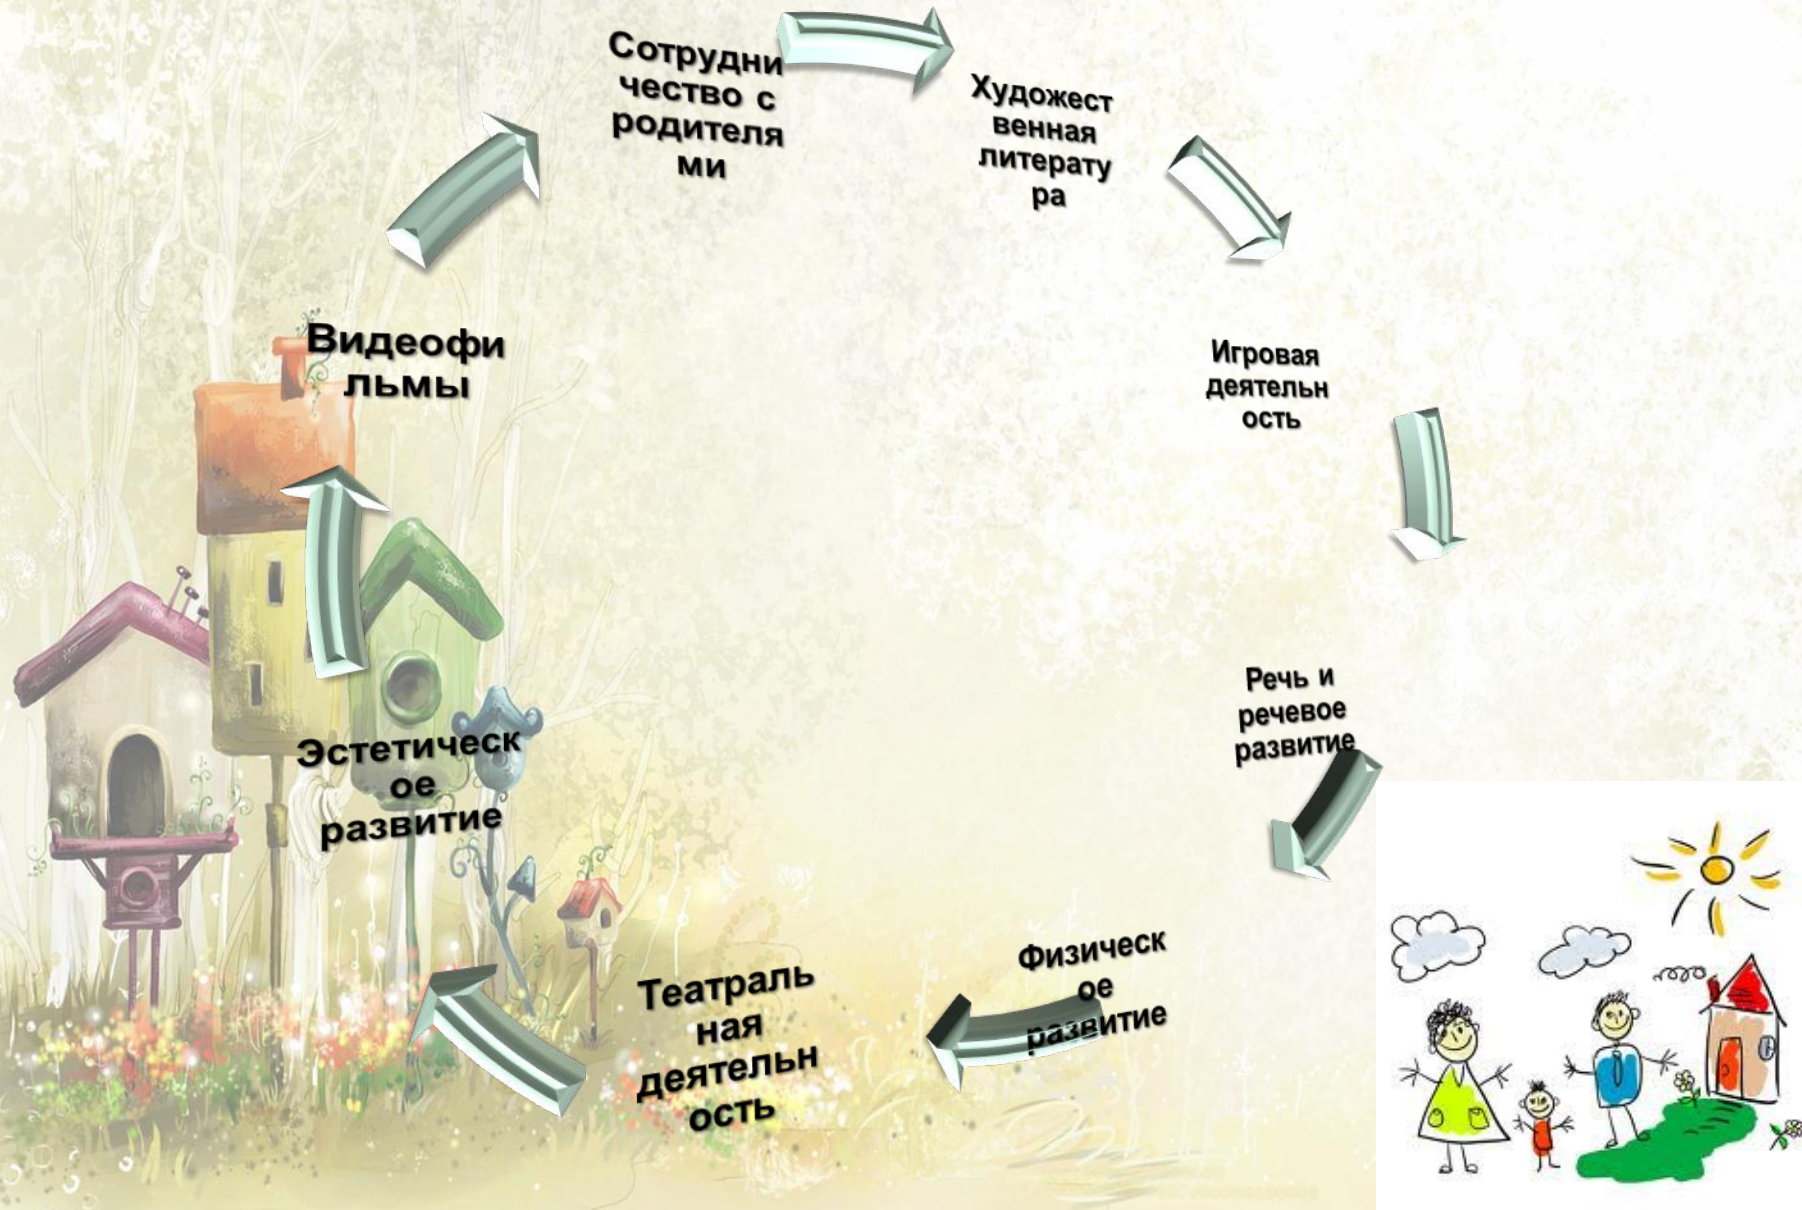 Сотрудни
чество с
родителя
ми
Художест
венная
литерату
ра
Игровая
деятельн
ость
Речь и
речевое
развитие
Физическ
ое
развитие
Театраль
ная
деятельн
ость
Эстетическ
ое
развитие
Видеофи
льмы